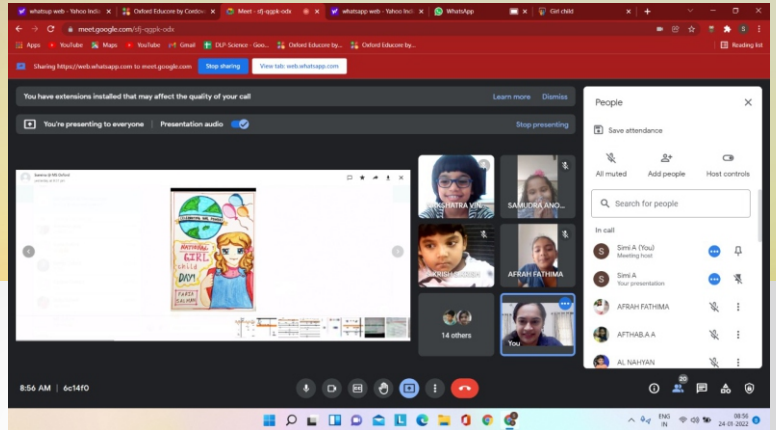 whatsup web - Yahoo India
Oxford Educore by Cordova
Meet - sfj-qgpk-odx
whatsapp web - Yahoo Indi
WhatsApp
Girl child
meet.google.com/sfj-qgpk-odx
Apps
YouTube
Maps
YouTube
Gmail
DLP-Science - Goo...
Oxford Educore by...
Oxford Educore by...
Reading list
Sharing https://web.whatsapp.com to meet.google.com
Stop sharing
View tab: web.whatsapp.com
You have extensions installed that may affect the quality of your call
Learn more
Dismiss
You're presenting to everyone
Presentation audio
Stop presenting
NATIONAL
GIRL
child
DAY!
SAMUDRA ANO...
AFRAH FATHIMA
14 others
You
People
Save attendance
All muted
Add people
Host controls
Search for people
In call
Simi.A (You)
Meeting host
Simi.A
Your presentation
AFRAH FATHIMA
AFTHAB.A.A
AL NAHYAN
8:56 AM | 6c14f0
20
ENG
IN
08:56
24-01-2022